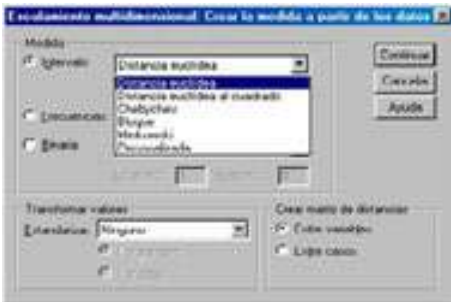 Escalamiento multidimensional: Crear la medida a partir de los datos
Medida
Intervalo:
Distancia euclídea
Continuar
Distancia euclídea
Cancelar
Distancia euclídea al cuadrado
Chebychev
Ayuda
Bloque
Minkowski
Personalizada
Binaria
Transformar valores
Crear matriz de distancias
Estandarizar:
Ninguno
Entre variables
Entre casos